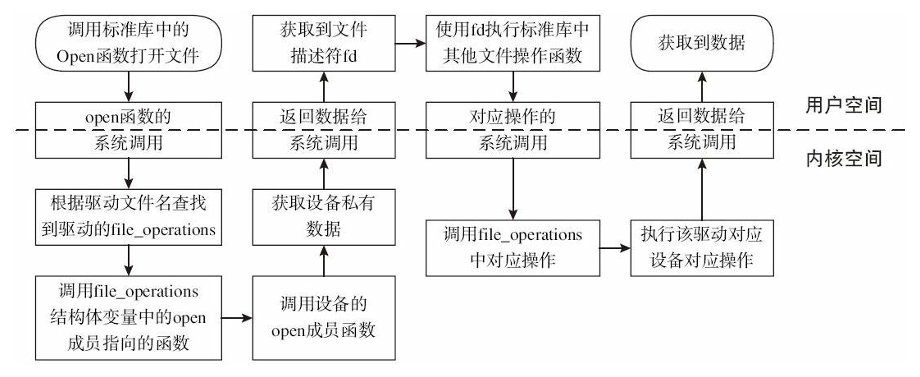 调用标准库中的
Open函数打开文件
open函数的
系统调用
根据驱动文件名查找
到驱动的file_operations
调用file_operations
结构体变量中的open
成员指向的函数
调用设备的
open成员函数
获取设备私有
数据
返回数据给
系统调用
获取到文件
描述符fd
使用fd执行标准库中
其他文件操作函数
对应操作的
系统调用
调用file_operations
中对应操作
执行该驱动对应
设备对应操作
返回数据给
系统调用
获取到数据
用户空间
内核空间